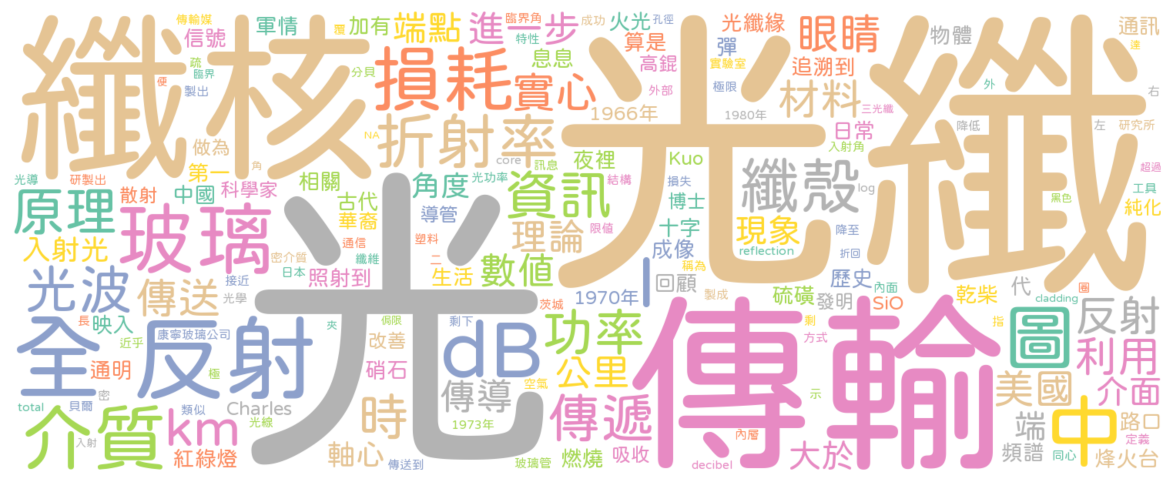 傳輸媒
覆
軍情
加有
端點
進一步
臨界角
成功
孔徑
火光
光纖緣
眼睛
物體
通訊
纖核
信號
疏
臨界
特性
息息
彈
算是
實驗室
追溯到
達
便
製出
分貝
損耗
實心
高錕
外部
極限
材料
三光纖
外
右
光纖
做為
NA
折射率
1966年
1980年
日常
入射角
降低
左
研究所
第一
角
core
訊息
夜裡
Kuo
超過
光導
研製出
科學家
相關
光功率
結構
損失
纖殼
log
工具
原理
散射
中國
古代
角度
資訊
博士
黑色
純化
玻璃
華裔
導管
限值
十字
現象
降至
入射光
密介質
通信
塑料
理論
成像
稱為
reflection
折回
光
日本
纖維
二
數值
l
回顧
歷史
內面
代
cladding
圈
光波
傳送
接近
光學
照射到
生活
1970年
製成
硫磺
發明
SiO
乾柴
圖
反射
長
映入
康寧玻璃公司
夾
侷限
剩下
茨城
功率
傳輸
剩
指
利用
全反射
近乎
改善
dB
方式
通明
極
硝石
空氣
公里
美國
介面
total
貝爾
類似
密
Charles
時
傳導
傳遞
示
端
中
路口
介質
入射
km
光線
1973年
內層
頻譜
定義
紅綠燈
軸心
傳送到
玻璃管
燃燒
吸收
decibel
大於
同心
烽火台